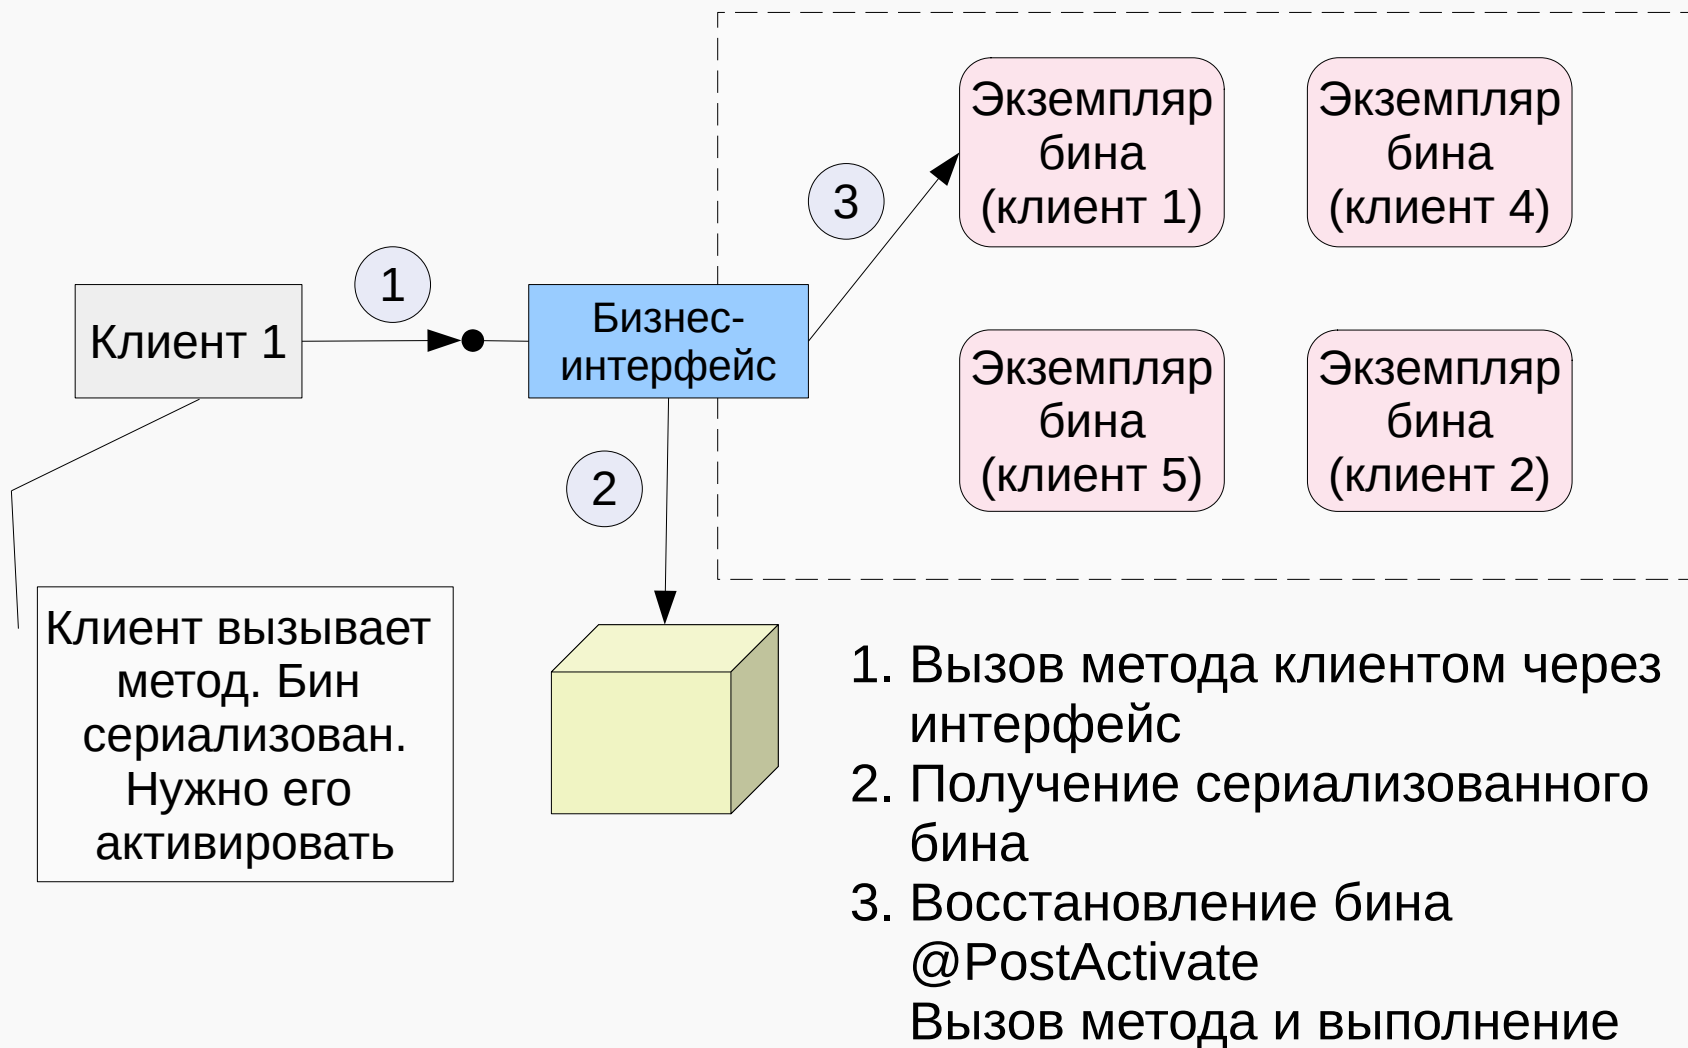 Экземпляр
бина
(клиент 1)
Экземпляр
бина
(клиент 4)
3
1
Клиент 1
Бизнес-
интерфейс
Экземпляр
бина
(клиент 5)
Экземпляр
бина
(клиент 2)
2
Клиент вызывает
метод. Бин
сериализован.
Нужно его
активировать
1. Вызов метода клиентом через
интерфейс
2. Получение сериализованного
бина
3. Восстановление бина
@PostActivate
Вызов метода и выполнение